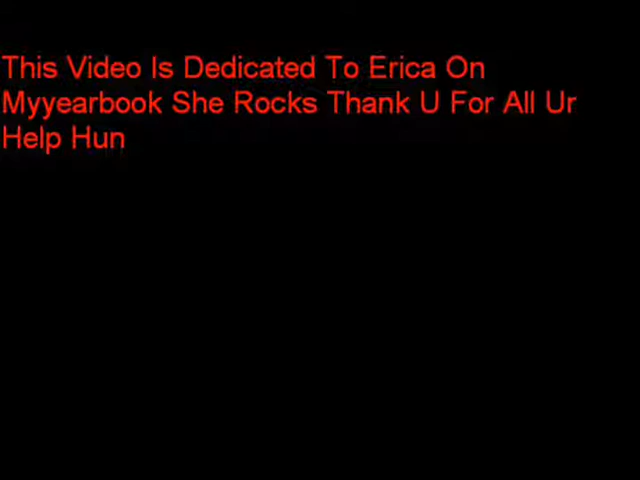 This Video Is Dedicated To Erica On
Myyearbook She Rocks Thank U For All Ur
Help Hun